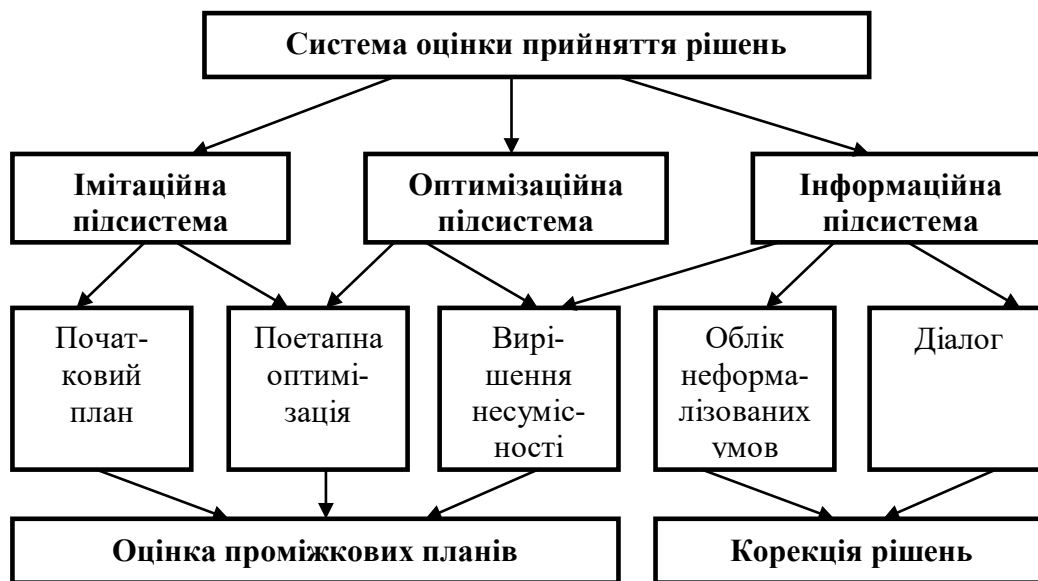 Система оцінки прийняття рішень
Імітаційна
підсистема
Оптимізаційна
підсистема
Інформаційна
підсистема
Почат-
ковий
план
Поетапна
оптимі-
зація
Вирі-
шення
несуміс-
ності
Облік
неформа-
лізованих
умов
Діалог
Оцінка проміжкових планів
Корекція рішень